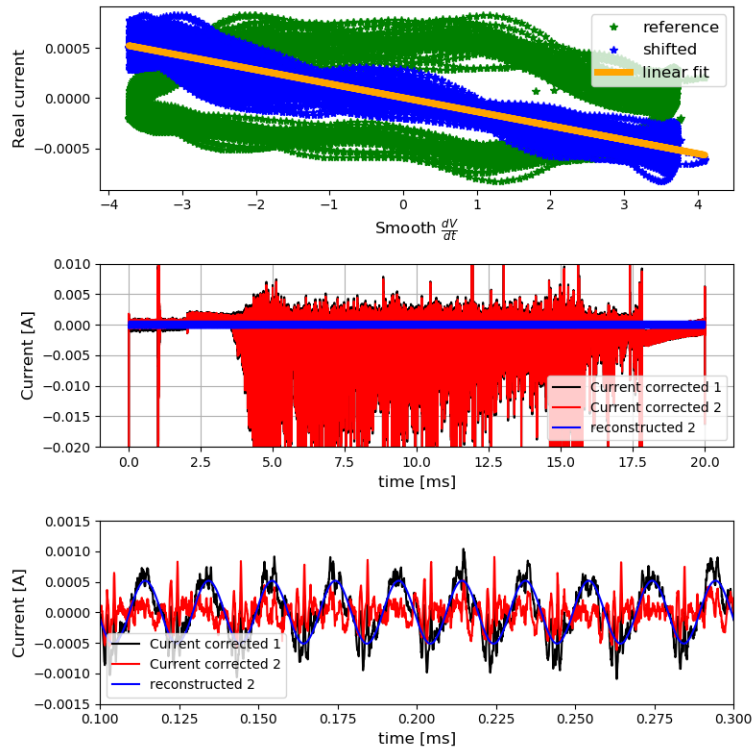 reference
shifted
linear fit
Real current
0.0005
0.0000
−0.0005
−4 −3 −2 −1 0 1 2 3 4
Smooth dV/dt
Current [A]
0.010
0.005
0.000
−0.005
−0.010
−0.015
−0.020
Current corrected 1
Current corrected 2
reconstructed 2
0.0 2.5 5.0 7.5 10.0 12.5 15.0 17.5 20.0
time [ms]
Current [A]
0.0015
0.0010
0.0005
0.0000
−0.0005
−0.0010
−0.0015
Current corrected 1
Current corrected 2
reconstructed 2
0.100 0.125 0.150 0.175 0.200 0.225 0.250 0.275 0.300
time [ms]